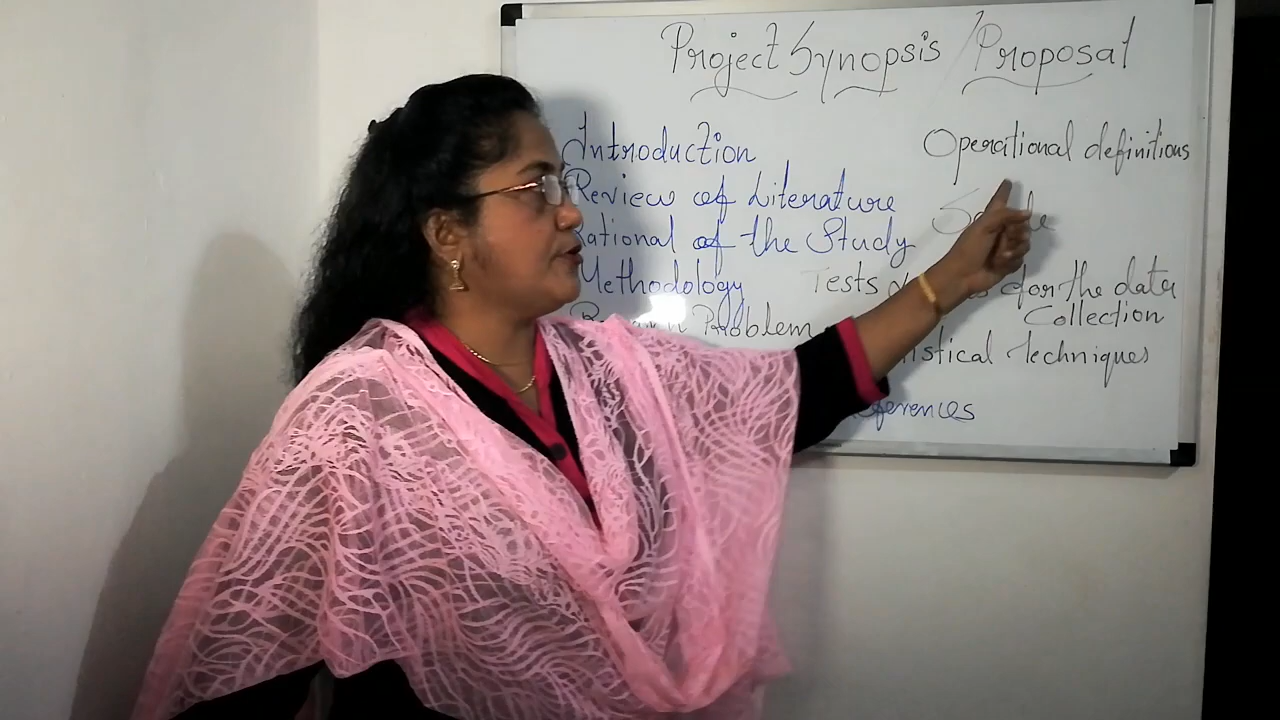 Project Synopsis / Proposal
Introduction
Review of Literature
Rational of the Study
Methodology
Problem
Operational definitions
Tests for the data
Collection
techniques